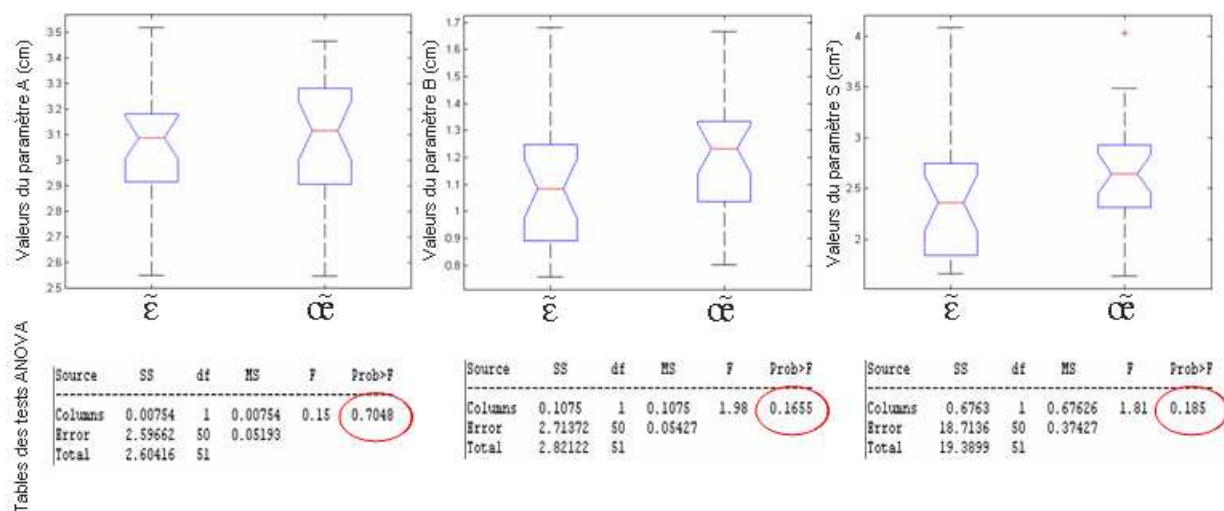 Valeurs du paramètre A (cm)
3.5
3.4
3.3
3.2
3.1
3
2.9
2.8
2.7
2.6
2.5
ɛ̃ œ̃
Valeurs du paramètre B (cm)
1.7
1.6
1.5
1.4
1.3
1.2
1.1
1
0.9
0.8
ɛ̃ œ̃
Valeurs du paramètre S (cm²)
4
3.5
3
2.5
2
ɛ̃ œ̃
Tables des tests ANOVA
Source SS df MS F Prob>F
Columns 0.00754 1 0.00754 0.15 0.7048
Error 2.59662 50 0.05193
Total 2.60416 51
Source SS df MS F Prob>F
Columns 0.1075 1 0.1075 1.98 0.1655
Error 2.71372 50 0.05427
Total 2.82122 51
Source SS df MS F Prob>F
Columns 0.6763 1 0.67626 1.81 0.185
Error 18.7136 50 0.37427
Total 19.3899 51